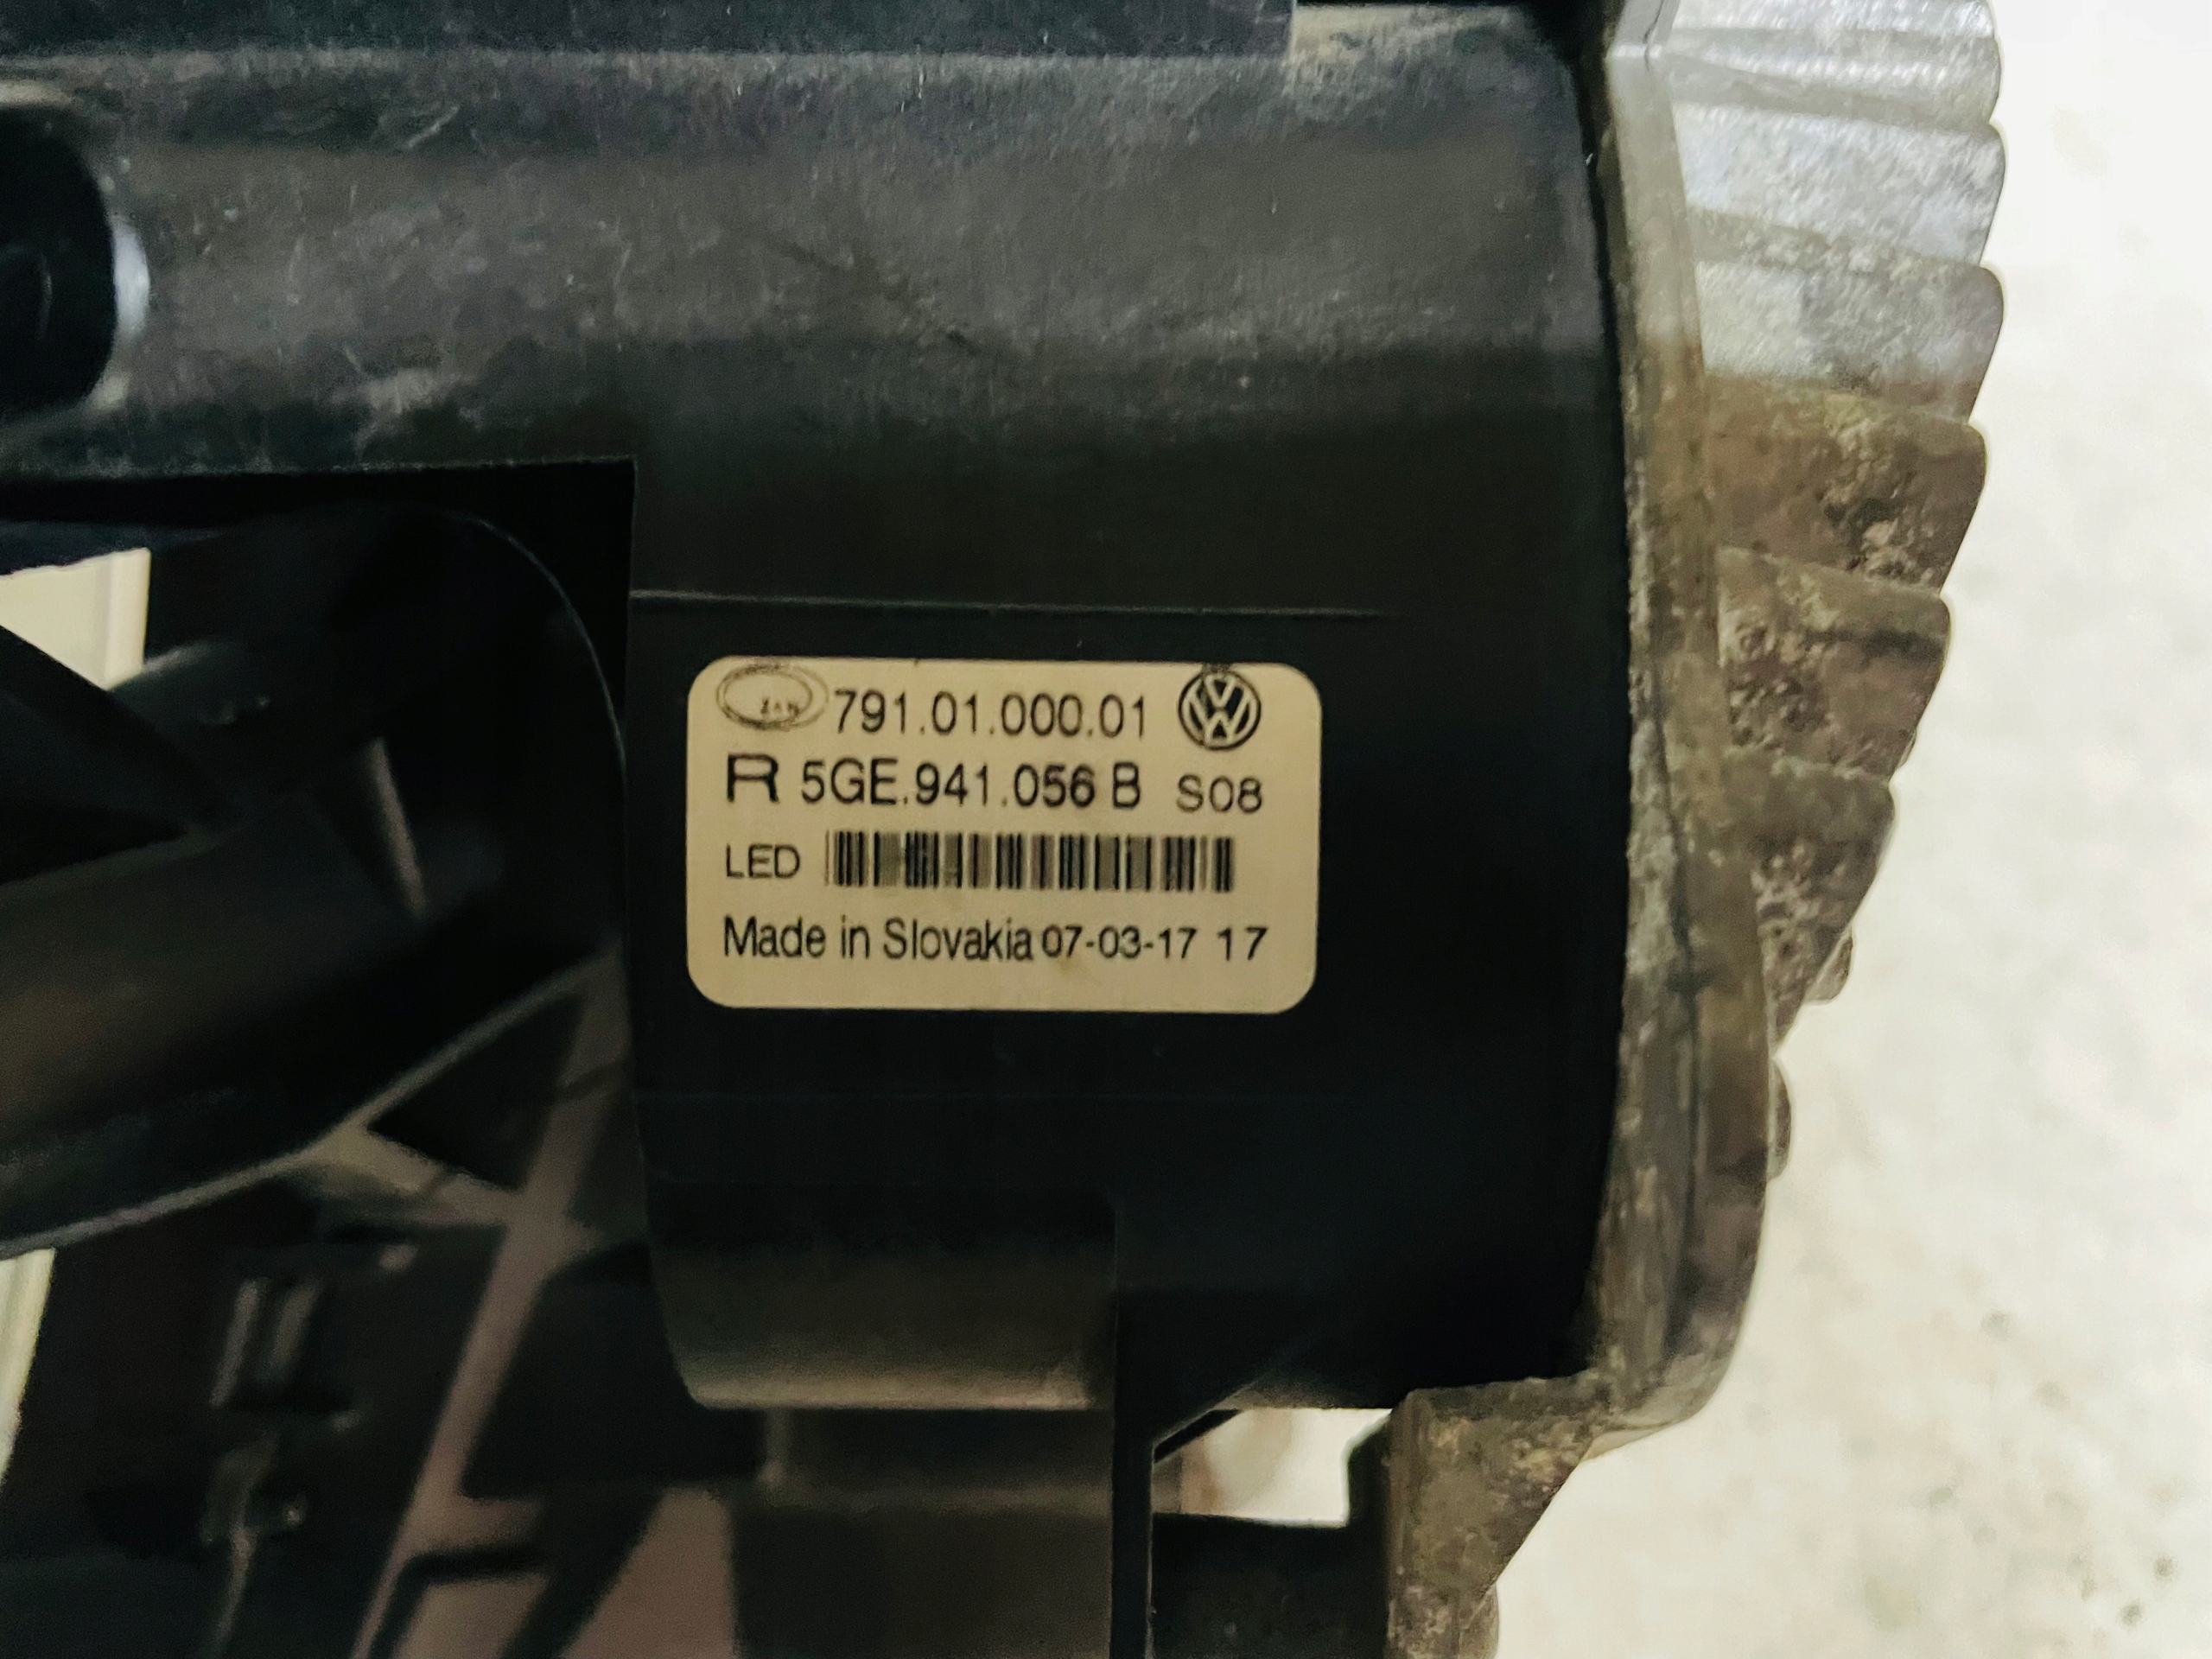 791.01.000.01
R 5GE.941.056 B S08
LED
Made in Slovakia 07-03-17 17